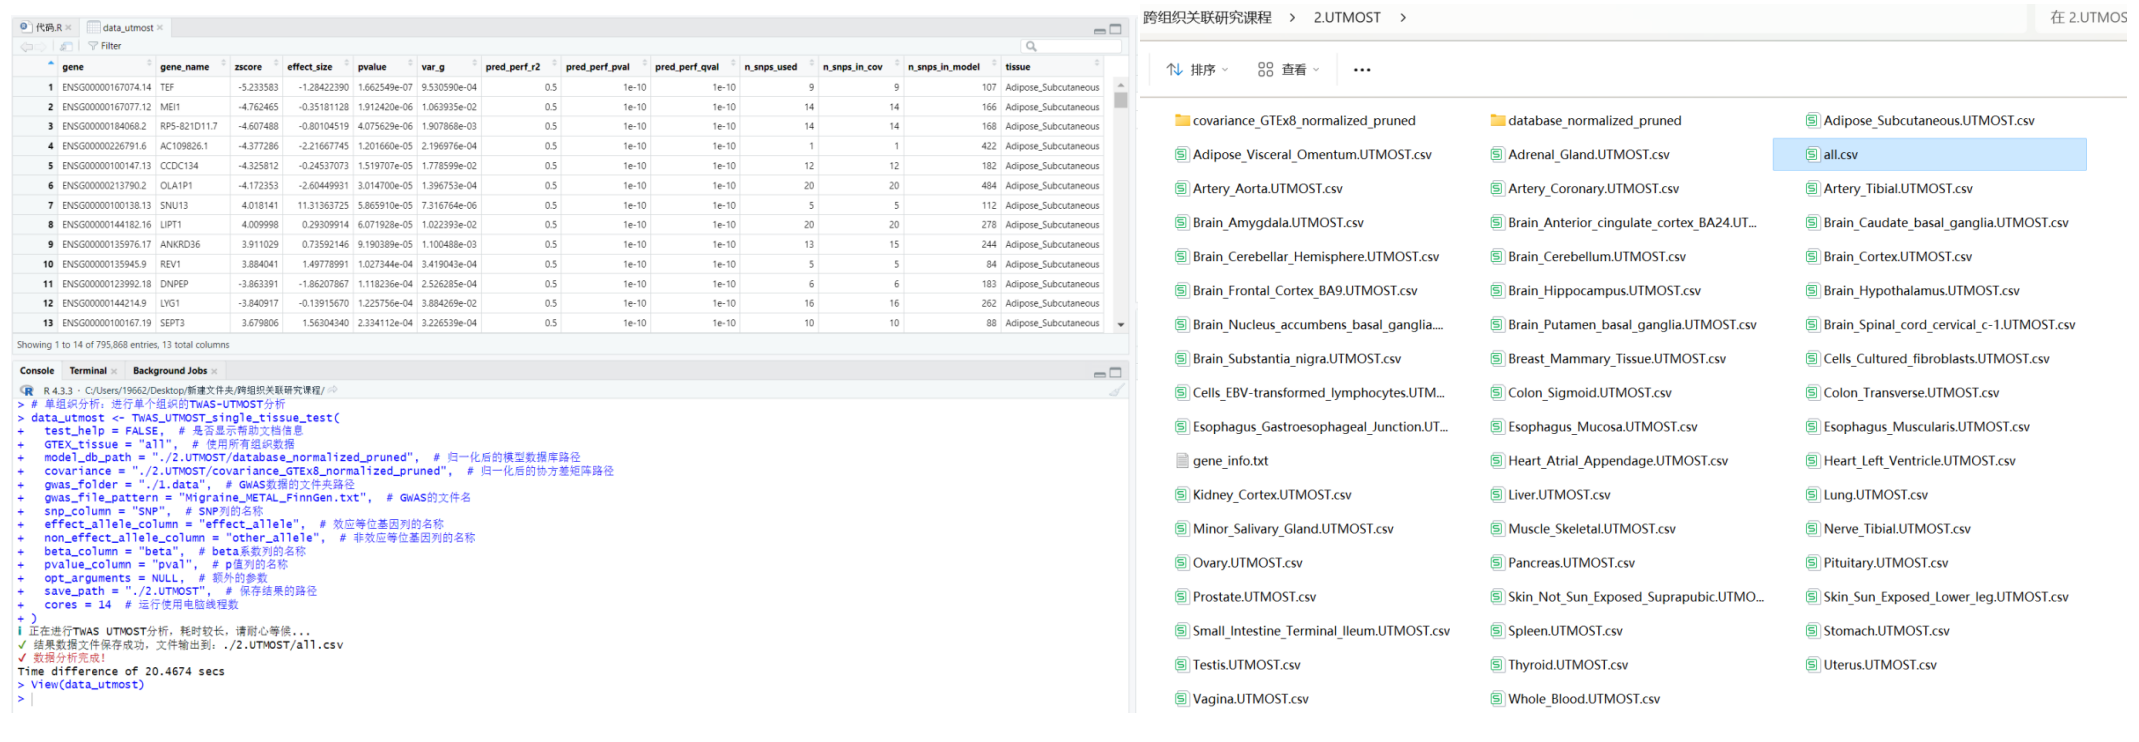 代码.R
data_utmost
Filter
gene gene_name zscore effect_size pvalue var_g pred_perf_r2 pred_perf_pval pred_perf_qval n_snps_used n_snps_in_cov n_snps_in_model tissue
1 ENSG00000167074.14 TEF -5.233583 -1.28422390 1.662549e-07 9.530590e-04 0.5 1e-10 1e-10 9 9 107 Adipose_Subcutaneous
2 ENSG00000167077.12 MEI1 -4.762465 -0.35181128 1.912420e-06 1.063935e-02 0.5 1e-10 1e-10 14 14 166 Adipose_Subcutaneous
3 ENSG00000184068.2 RP5-821D11.7 -4.607488 -0.80104519 4.075629e-06 1.907868e-03 0.5 1e-10 1e-10 14 14 168 Adipose_Subcutaneous
4 ENSG00000226791.6 AC109826.1 -4.377286 -2.21667745 1.201660e-05 2.196976e-04 0.5 1e-10 1e-10 1 1 422 Adipose_Subcutaneous
5 ENSG00000100147.13 CCDC134 -4.325812 -0.24537073 1.519707e-05 1.778599e-02 0.5 1e-10 1e-10 12 12 182 Adipose_Subcutaneous
6 ENSG00000213790.2 OLA1P1 -4.172353 -2.60449931 3.014700e-05 1.396753e-04 0.5 1e-10 1e-10 20 20 484 Adipose_Subcutaneous
7 ENSG00000100138.13 SNU13 4.018141 11.31363725 5.865910e-05 7.316764e-06 0.5 1e-10 1e-10 5 5 112 Adipose_Subcutaneous
8 ENSG00000144182.16 LIPT1 4.009998 0.29309914 6.071928e-05 1.022393e-02 0.5 1e-10 1e-10 20 20 278 Adipose_Subcutaneous
9 ENSG00000135976.17 ANKRD36 3.911029 0.73592146 9.190389e-05 1.100488e-03 0.5 1e-10 1e-10 13 15 244 Adipose_Subcutaneous
10 ENSG00000135945.9 REV1 3.884041 1.49778991 1.027344e-04 3.419043e-04 0.5 1e-10 1e-10 5 5 84 Adipose_Subcutaneous
11 ENSG00000123992.18 DNPEP -3.863391 -1.86207867 1.118236e-04 2.526285e-04 0.5 1e-10 1e-10 6 6 183 Adipose_Subcutaneous
12 ENSG00000144214.9 LYG1 -3.840917 -0.13915670 1.225756e-04 3.884269e-02 0.5 1e-10 1e-10 16 16 262 Adipose_Subcutaneous
13 ENSG00000100167.19 SEPT3 3.679806 1.56304340 2.334112e-04 3.226539e-04 0.5 1e-10 1e-10 10 10 88 Adipose_Subcutaneous
Showing 1 to 14 of 795,868 entries, 13 total columns
Console Terminal Background Jobs
R 4.3.3 · C:/Users/19662/Desktop/新建文件夹/跨组织关联研究课程/
> # 单组织分析: 进行单个组织的TWAS-UTMOST分析
> data_utmost <- TWAS_UTMOST_single_tissue_test(
+ test_help = FALSE, # 是否显示帮助文档信息
+ GTEX_tissue = "all", # 使用所有组织数据
+ model_db_path = "./2.UTMOST/database_normalized_pruned", # 归一化后的模型数据库路径
+ covariance = "./2.UTMOST/covariance_GTEx8_normalized_pruned", # 归一化后的协方差矩阵路径
+ gwas_folder = "./1.data", # GWAS数据的文件夹路径
+ gwas_file_pattern = "Migraine_METAL_FinnGen.txt", # GWAS的文件名
+ snp_column = "SNP", # SNP列的名称
+ effect_allele_column = "effect_allele", # 效应等位基因列的名称
+ non_effect_allele_column = "other_allele", # 非效应等位基因列的名称
+ beta_column = "beta", # beta系数列的名称
+ pvalue_column = "pval", # p值列的名称
+ opt_arguments = NULL, # 额外的参数
+ save_path = "./2.UTMOST", # 保存结果的路径
+ cores = 14 # 运行使用电脑线程数
+ )
ℹ 正在进行TWAS UTMOST分析, 耗时较长, 请耐心等候...
✔ 结果数据文件保存成功, 文件输出到: ./2.UTMOST/all.csv
✔ 数据分析完成!
Time difference of 20.4674 secs
> View(data_utmost)
>
跨组织关联研究课程 > 2.UTMOST >
在 2.UTMOS
排序 查看 ...
covariance_GTEx8_normalized_pruned database_normalized_pruned Adipose_Subcutaneous.UTMOST.csv
Adipose_Visceral_Omentum.UTMOST.csv Adrenal_Gland.UTMOST.csv all.csv
Artery_Aorta.UTMOST.csv Artery_Coronary.UTMOST.csv Artery_Tibial.UTMOST.csv
Brain_Amygdala.UTMOST.csv Brain_Anterior_cingulate_cortex_BA24.UT... Brain_Caudate_basal_ganglia.UTMOST.csv
Brain_Cerebellar_Hemisphere.UTMOST.csv Brain_Cerebellum.UTMOST.csv Brain_Cortex.UTMOST.csv
Brain_Frontal_Cortex_BA9.UTMOST.csv Brain_Hippocampus.UTMOST.csv Brain_Hypothalamus.UTMOST.csv
Brain_Nucleus_accumbens_basal_ganglia.... Brain_Putamen_basal_ganglia.UTMOST.csv Brain_Spinal_cord_cervical_c-1.UTMOST.csv
Brain_Substantia_nigra.UTMOST.csv Breast_Mammary_Tissue.UTMOST.csv Cells_Cultured_fibroblasts.UTMOST.csv
Cells_EBV-transformed_lymphocytes.UTM... Colon_Sigmoid.UTMOST.csv Colon_Transverse.UTMOST.csv
Esophagus_Gastroesophageal_Junction.UT... Esophagus_Mucosa.UTMOST.csv Esophagus_Muscularis.UTMOST.csv
gene_info.txt Heart_Atrial_Appendage.UTMOST.csv Heart_Left_Ventricle.UTMOST.csv
Kidney_Cortex.UTMOST.csv Liver.UTMOST.csv Lung.UTMOST.csv
Minor_Salivary_Gland.UTMOST.csv Muscle_Skeletal.UTMOST.csv Nerve_Tibial.UTMOST.csv
Ovary.UTMOST.csv Pancreas.UTMOST.csv Pituitary.UTMOST.csv
Prostate.UTMOST.csv Skin_Not_Sun_Exposed_Suprapubic.UTMO... Skin_Sun_Exposed_Lower_leg.UTMOST.csv
Small_Intestine_Terminal_Ileum.UTMOST.csv Spleen.UTMOST.csv Stomach.UTMOST.csv
Testis.UTMOST.csv Thyroid.UTMOST.csv Uterus.UTMOST.csv
Vagina.UTMOST.csv Whole_Blood.UTMOST.csv